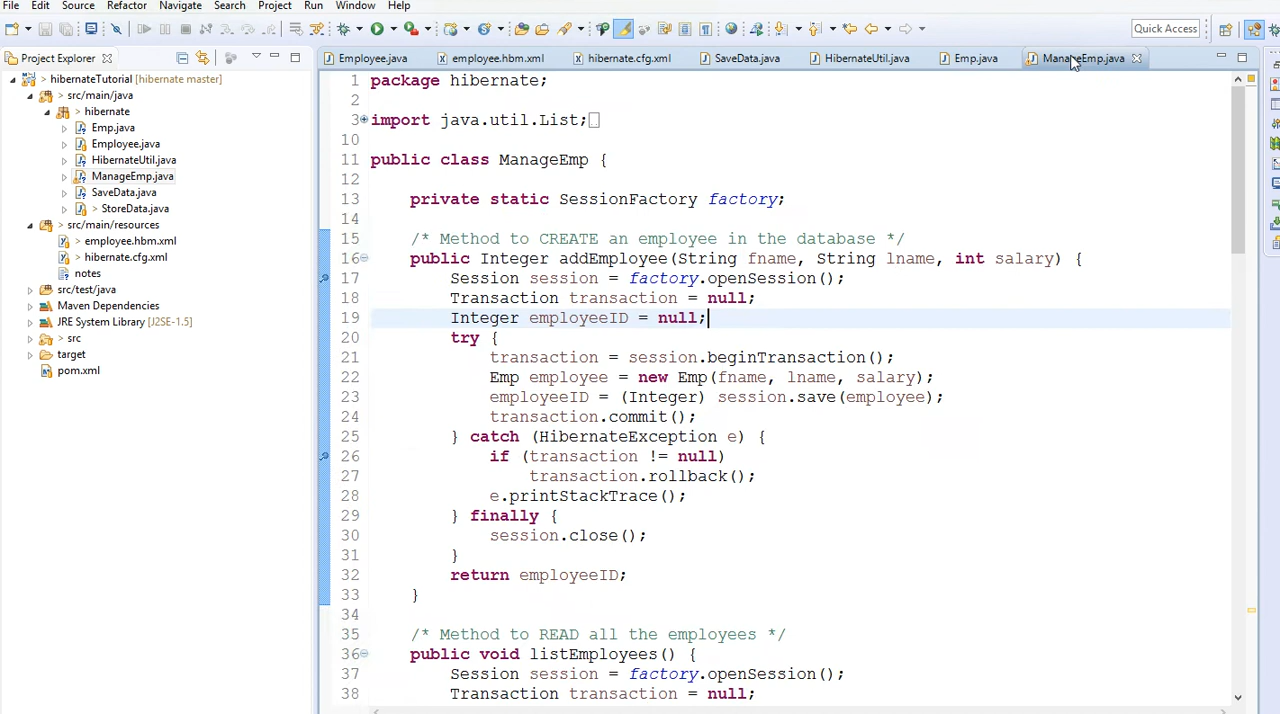 File Edit Source Refactor Navigate Search Project Run Window Help
Quick Access
Project Explorer
Employee.java employee.hbm.xml hibernate.cfg.xml SaveData.java HibernateUtil.java Emp.java ManageEmp.java
hibernateTutorial [hibernate master]
src/main/java
> hibernate
Emp.java
Employee.java
HibernateUtil.java
ManageEmp.java
SaveData.java
> StoreData.java
src/main/resources
> employee.hbm.xml
> hibernate.cfg.xml
notes
src/test/java
Maven Dependencies
JRE System Library [J2SE-1.5]
> src
target
pom.xml
1 package hibernate;
2
3 import java.util.List;
10
11 public class ManageEmp {
12
13 private static SessionFactory factory;
14
15 /* Method to CREATE an employee in the database */
16 public Integer addEmployee(String fname, String lname, int salary) {
17 Session session = factory.openSession();
18 Transaction transaction = null;
19 Integer employeeID = null;
20 try {
21 transaction = session.beginTransaction();
22 Emp employee = new Emp(fname, lname, salary);
23 employeeID = (Integer) session.save(employee);
24 transaction.commit();
25 } catch (HibernateException e) {
26 if (transaction != null)
27 transaction.rollback();
28 e.printStackTrace();
29 } finally {
30 session.close();
31 }
32 return employeeID;
33 }
34
35 /* Method to READ all the employees */
36 public void listEmployees() {
37 Session session = factory.openSession();
38 Transaction transaction = null;